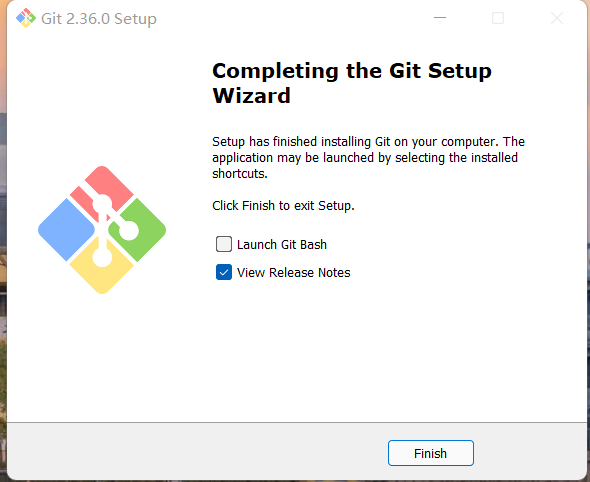 Git 2.36.0 Setup
Completing the Git Setup
Wizard
Setup has finished installing Git on your computer. The
application may be launched by selecting the installed
shortcuts.
Click Finish to exit Setup.
Launch Git Bash
View Release Notes
Finish